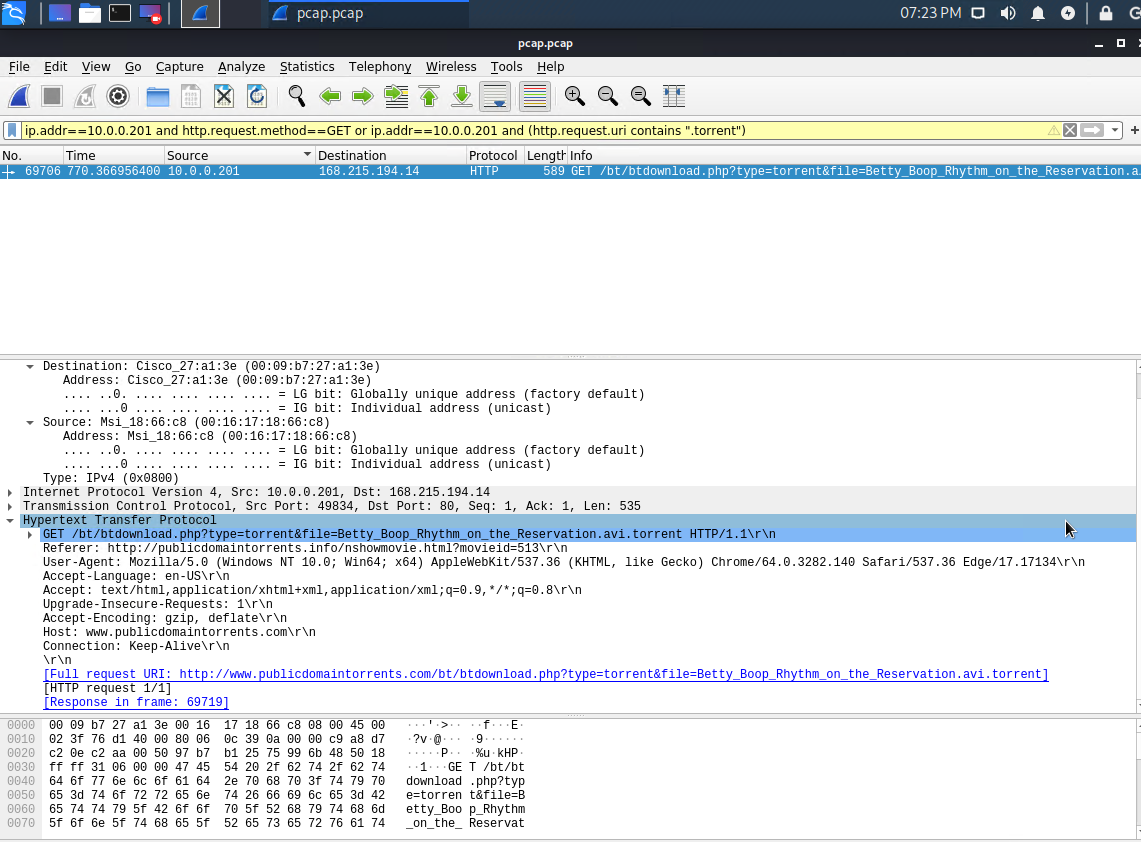 pcap.pcap
07:23 PM
pcap.pcap
File Edit View Go Capture Analyze Statistics Telephony Wireless Tools Help
ip.addr==10.0.0.201 and http.request.method==GET or ip.addr==10.0.0.201 and (http.request.uri contains ".torrent")
No. Time Source Destination Protocol Length Info
69706 770.366956400 10.0.0.201 168.215.194.14 HTTP 589 GET /bt/btdownload.php?type=torrent&file=Betty_Boop_Rhythm_on_the_Reservation.a
Destination: Cisco_27:a1:3e (00:09:b7:27:a1:3e)
Address: Cisco_27:a1:3e (00:09:b7:27:a1:3e)
.... ..0. .... .... .... .... = LG bit: Globally unique address (factory default)
.... ...0 .... .... .... .... = IG bit: Individual address (unicast)
Source: Msi_18:66:c8 (00:16:17:18:66:c8)
Address: Msi_18:66:c8 (00:16:17:18:66:c8)
.... ..0. .... .... .... .... = LG bit: Globally unique address (factory default)
.... ...0 .... .... .... .... = IG bit: Individual address (unicast)
Type: IPv4 (0x0800)
Internet Protocol Version 4, Src: 10.0.0.201, Dst: 168.215.194.14
Transmission Control Protocol, Src Port: 49834, Dst Port: 80, Seq: 1, Ack: 1, Len: 535
Hypertext Transfer Protocol
GET /bt/btdownload.php?type=torrent&file=Betty_Boop_Rhythm_on_the_Reservation.avi.torrent HTTP/1.1\r\n
Referer: http://publicdomaintorrents.info/nshowmovie.html?movieid=513\r\n
User-Agent: Mozilla/5.0 (Windows NT 10.0; Win64; x64) AppleWebKit/537.36 (KHTML, like Gecko) Chrome/64.0.3282.140 Safari/537.36 Edge/17.17134\r\n
Accept-Language: en-US\r\n
Accept: text/html,application/xhtml+xml,application/xml;q=0.9,*/*;q=0.8\r\n
Upgrade-Insecure-Requests: 1\r\n
Accept-Encoding: gzip, deflate\r\n
Host: www.publicdomaintorrents.com\r\n
Connection: Keep-Alive\r\n
\r\n
[Full request URI: http://www.publicdomaintorrents.com/bt/btdownload.php?type=torrent&file=Betty_Boop_Rhythm_on_the_Reservation.avi.torrent]
[HTTP request 1/1]
[Response in frame: 69719]
0000 00 09 b7 27 a1 3e 00 16 17 18 66 c8 08 00 45 00 ···'·>·· ··f···E·
0010 02 3f 76 d1 40 00 80 06 0c 39 0a 00 00 c9 a8 d7 ·?v·@··· ·9······
0020 c2 0e c2 aa 00 50 97 b7 b1 25 75 99 6b 48 50 18 ·····P·· ·%u·kHP·
0030 ff ff 31 06 00 00 47 45 54 20 2f 62 74 2f 62 74 ··1···GE T /bt/bt
0040 64 6f 77 6e 6c 6f 61 64 2e 70 68 70 3f 74 79 70 download .php?typ
0050 65 3d 74 6f 72 72 65 6e 74 26 66 69 6c 65 3d 42 e=torren t&file=B
0060 65 74 74 79 5f 42 6f 6f 70 5f 52 68 79 74 68 6d etty_Boo p_Rhythm
0070 5f 6f 6e 5f 74 68 65 5f 52 65 73 65 72 76 61 74 _on_the_ Reservat